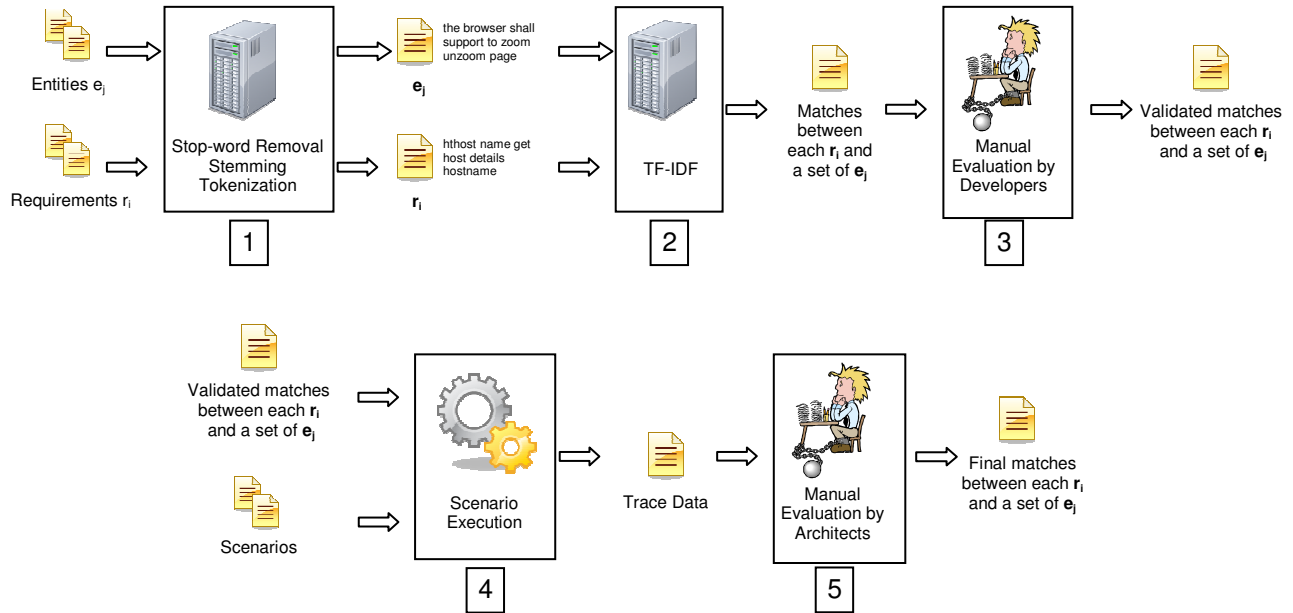 Entities ej
Requirements ri
Stop-word Removal
Stemming
Tokenization
1
the browser shall
support to zoom
unzoom page
ej
hthost name get
host details
hostname
ri
TF-IDF
2
Matches
between
each ri and
a set of ej
Manual
Evaluation by
Developers
3
Validated matches
between each ri
and a set of ej
Validated matches
between each ri
and a set of ej
Scenarios
Scenario
Execution
4
Trace Data
Manual
Evaluation by
Architects
5
Final matches
between each ri
and a set of ej